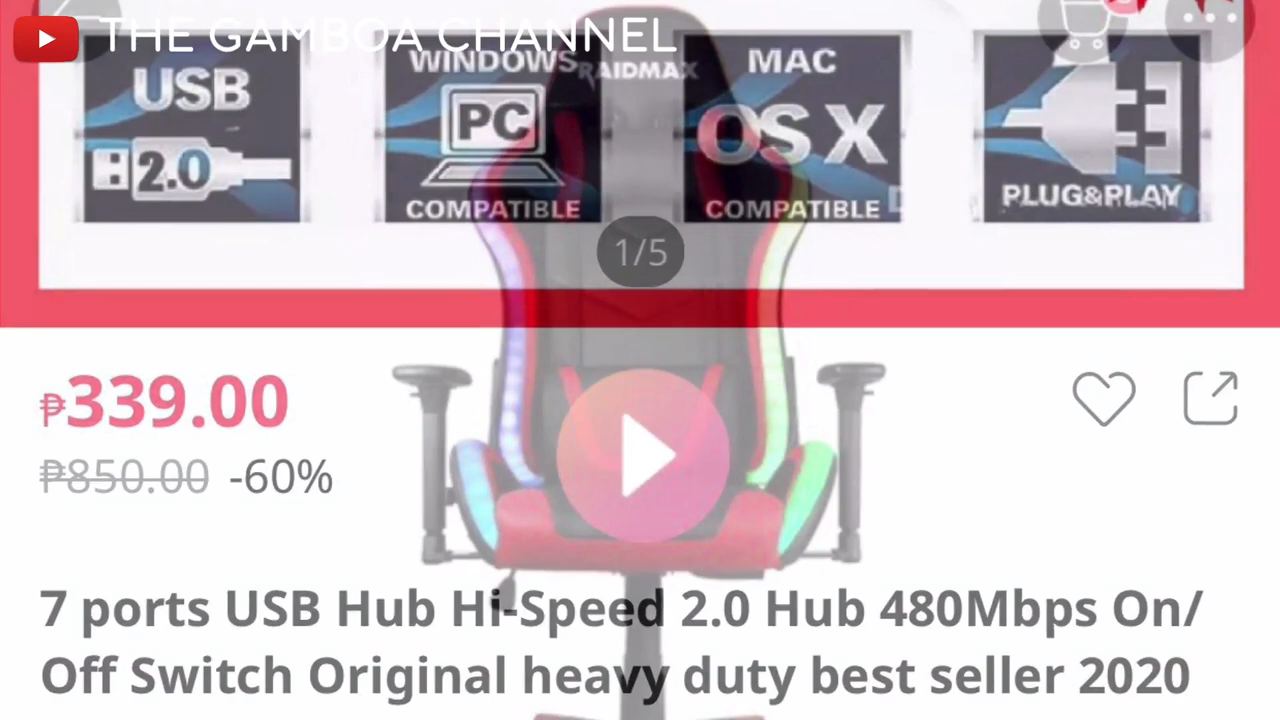 THE GAMBOA CHANNEL
USB
2.0
WINDOWS
PC
COMPATIBLE
RAIDMAX
MAC
OS X
COMPATIBLE
PLUG&PLAY
1/5
₱339.00
₱850.00 -60%
7 ports USB Hub Hi-Speed 2.0 Hub 480Mbps On/
Off Switch Original heavy duty best seller 2020